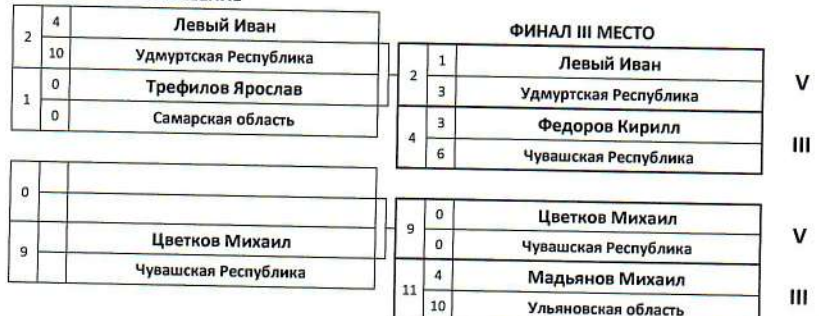 2 4 Левый Иван
10 Удмуртская Республика
1 0 Трефилов Ярослав
0 Самарская область
ФИНАЛ III МЕСТО
2 1 Левый Иван V
3 Удмуртская Республика
4 3 Федоров Кирилл III
6 Чувашская Республика
0
9 Цветков Михаил
Чувашская Республика
9 0 Цветков Михаил V
0 Чувашская Республика
11 4 Мадьянов Михаил III
10 Ульяновская область